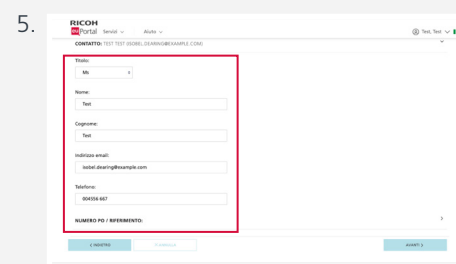 5.
RICOH
Portal Servizi Aiuto Test, Test
CONTATTO: TEST TEST (ISOBEL.DEARING@EXAMPLE.COM)
Titolo:
Ms
Nome:
Test
Cognome:
Test
Indirizzo email:
isobel.dearing@example.com
Telefono:
004556 667
NUMERO PO / RIFERIMENTO:
INDIETRO AVANTI